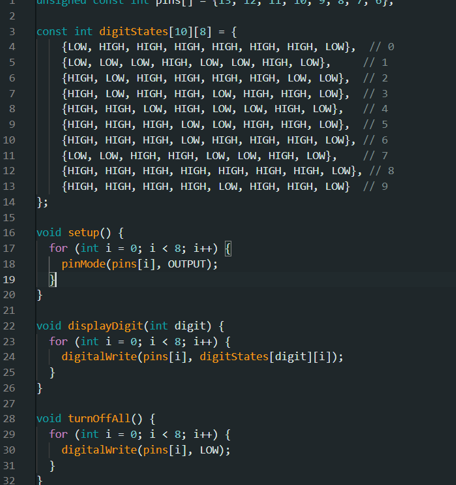 1 unsigned const int pins[] = {13, 12, 11, 10, 9, 8, 7, 6};
2
3 const int digitStates[10][8] = {
4 {LOW, HIGH, HIGH, HIGH, HIGH, HIGH, HIGH, LOW}, // 0
5 {LOW, LOW, LOW, HIGH, LOW, LOW, HIGH, LOW}, // 1
6 {HIGH, LOW, HIGH, HIGH, HIGH, HIGH, LOW, LOW}, // 2
7 {HIGH, LOW, HIGH, HIGH, LOW, HIGH, HIGH, LOW}, // 3
8 {HIGH, HIGH, LOW, HIGH, LOW, LOW, HIGH, LOW}, // 4
9 {HIGH, HIGH, HIGH, LOW, LOW, HIGH, HIGH, LOW}, // 5
10 {HIGH, HIGH, HIGH, LOW, HIGH, HIGH, HIGH, LOW}, // 6
11 {LOW, LOW, HIGH, HIGH, LOW, LOW, HIGH, LOW}, // 7
12 {HIGH, HIGH, HIGH, HIGH, HIGH, HIGH, HIGH, LOW}, // 8
13 {HIGH, HIGH, HIGH, HIGH, LOW, HIGH, HIGH, LOW} // 9
14 };
15
16 void setup() {
17 for (int i = 0; i < 8; i++) {
18 pinMode(pins[i], OUTPUT);
19 }
20 }
21
22 void displayDigit(int digit) {
23 for (int i = 0; i < 8; i++) {
24 digitalWrite(pins[i], digitStates[digit][i]);
25 }
26 }
27
28 void turnOffAll() {
29 for (int i = 0; i < 8; i++) {
30 digitalWrite(pins[i], LOW);
31 }
32 }